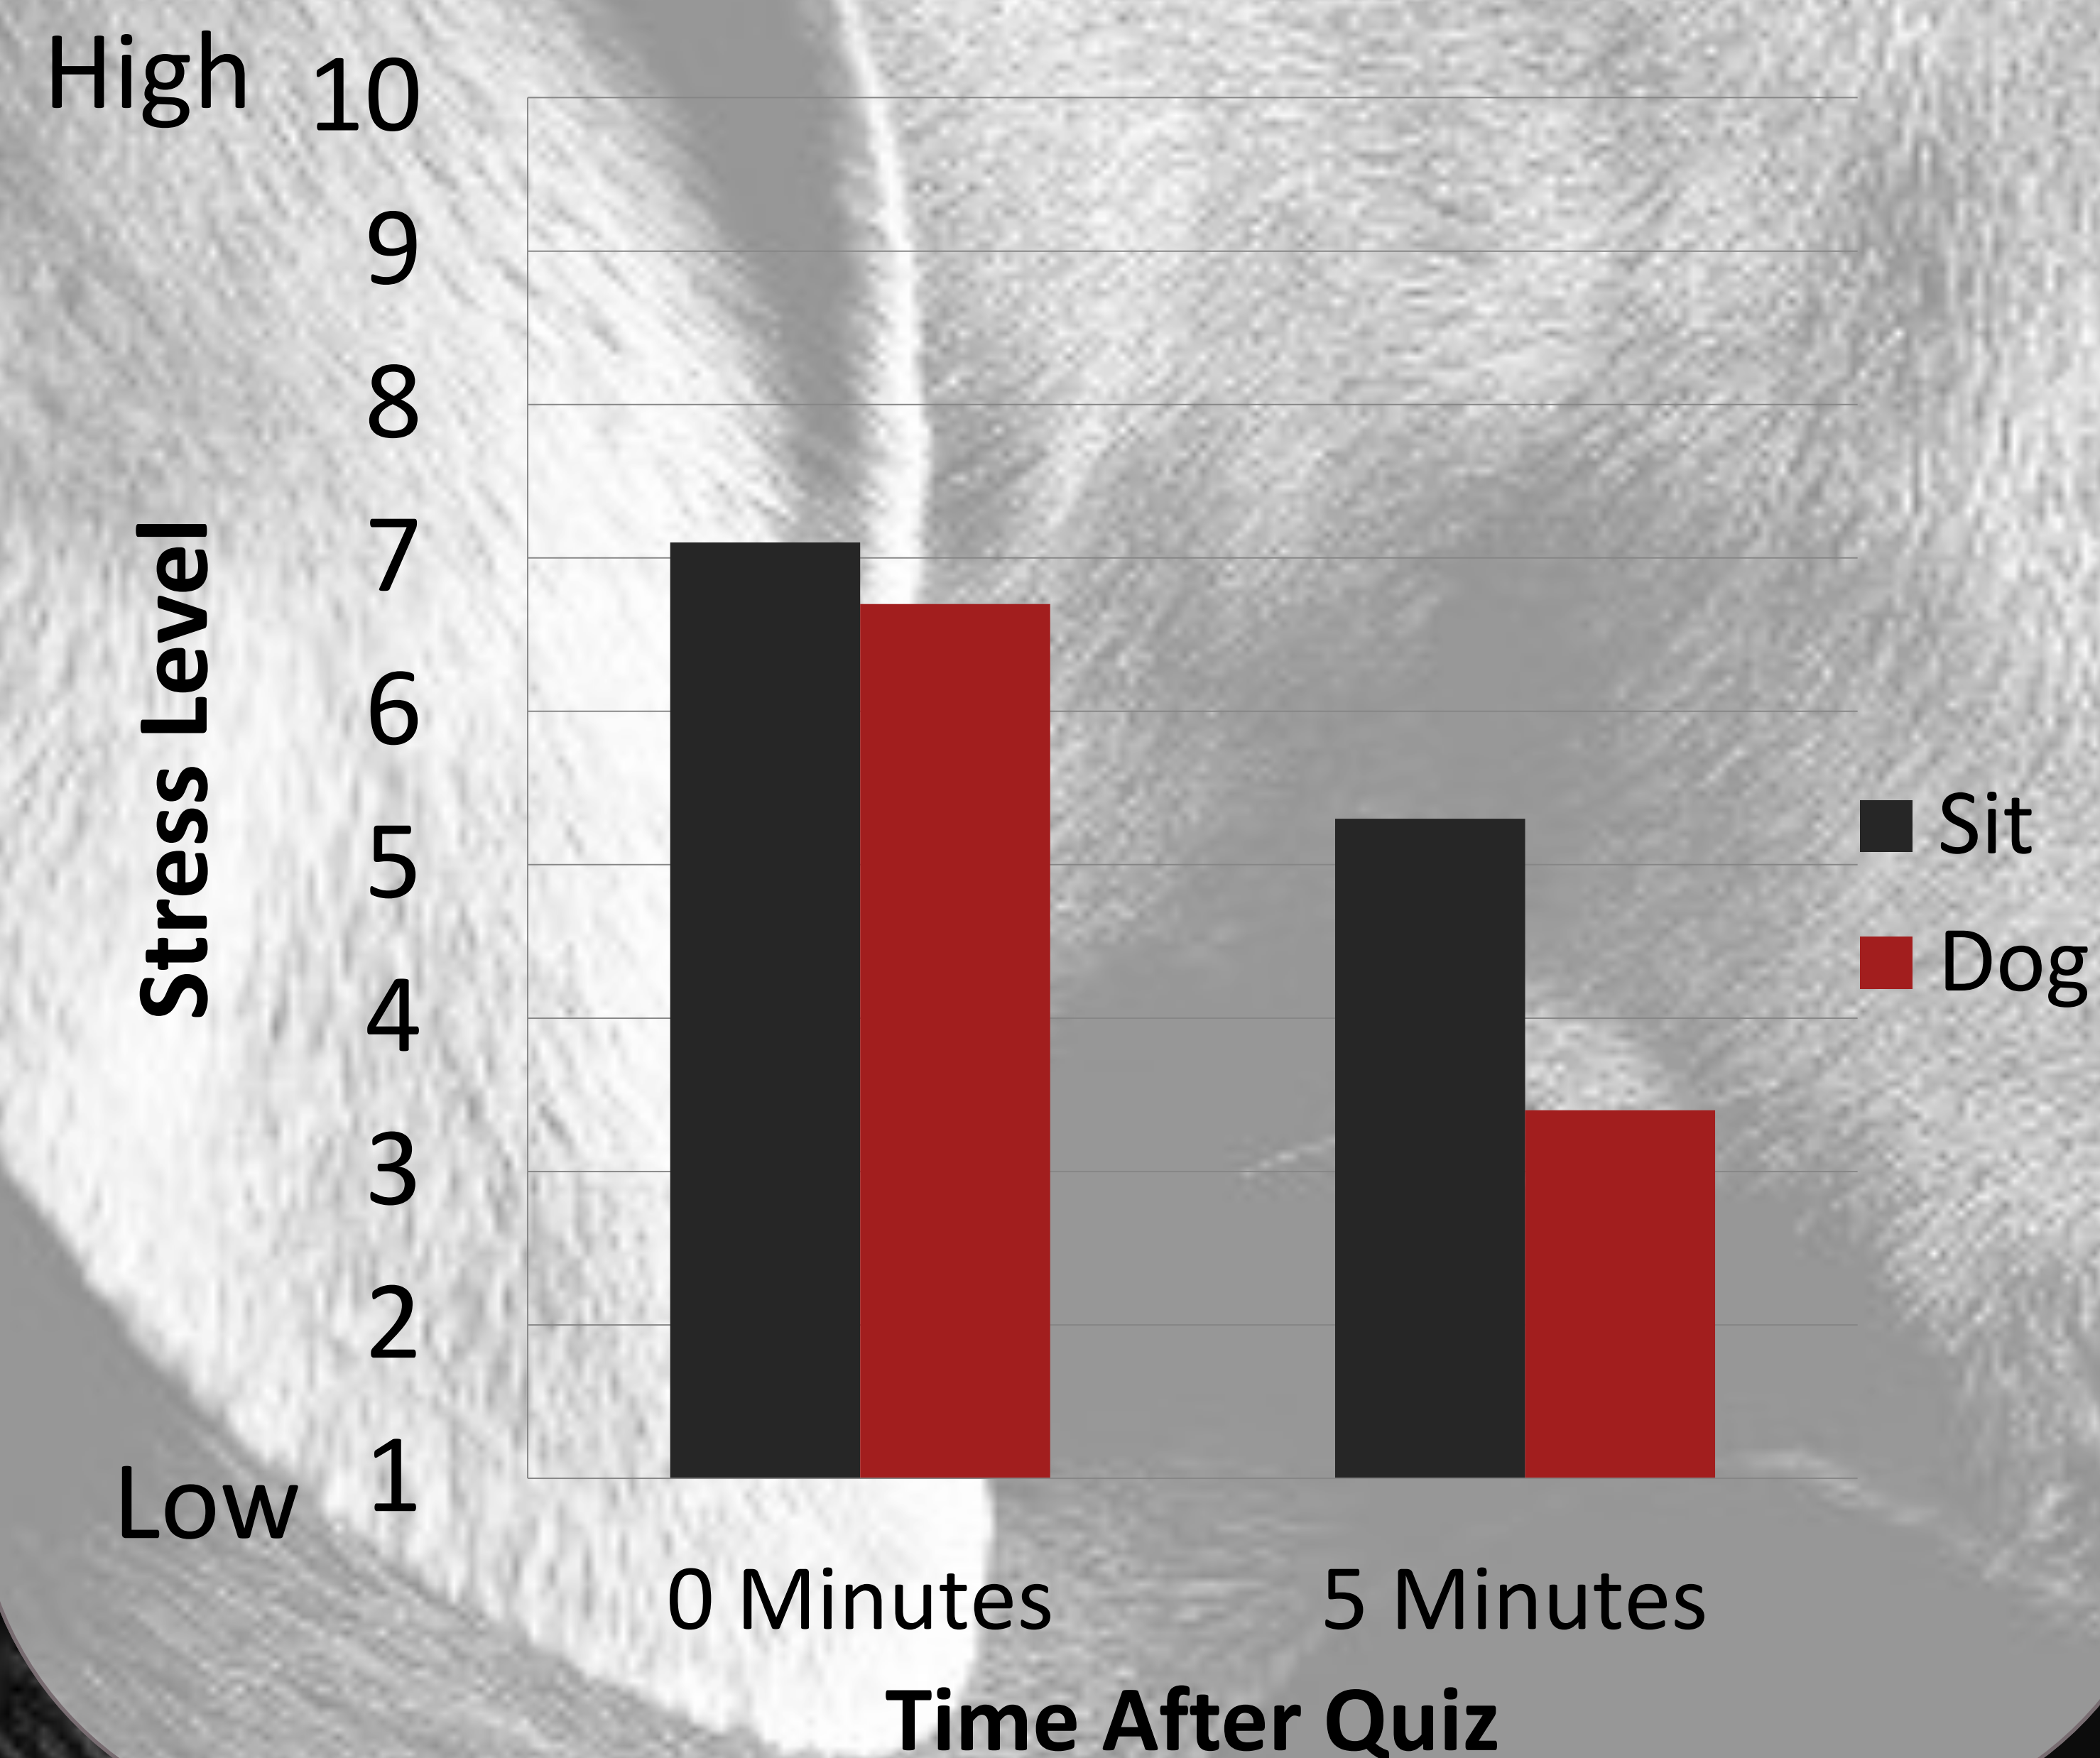 High
10
9
8
7
6
5
4
3
2
1
Low
Stress Level
Sit
Dog
0 Minutes
5 Minutes
Time After Quiz